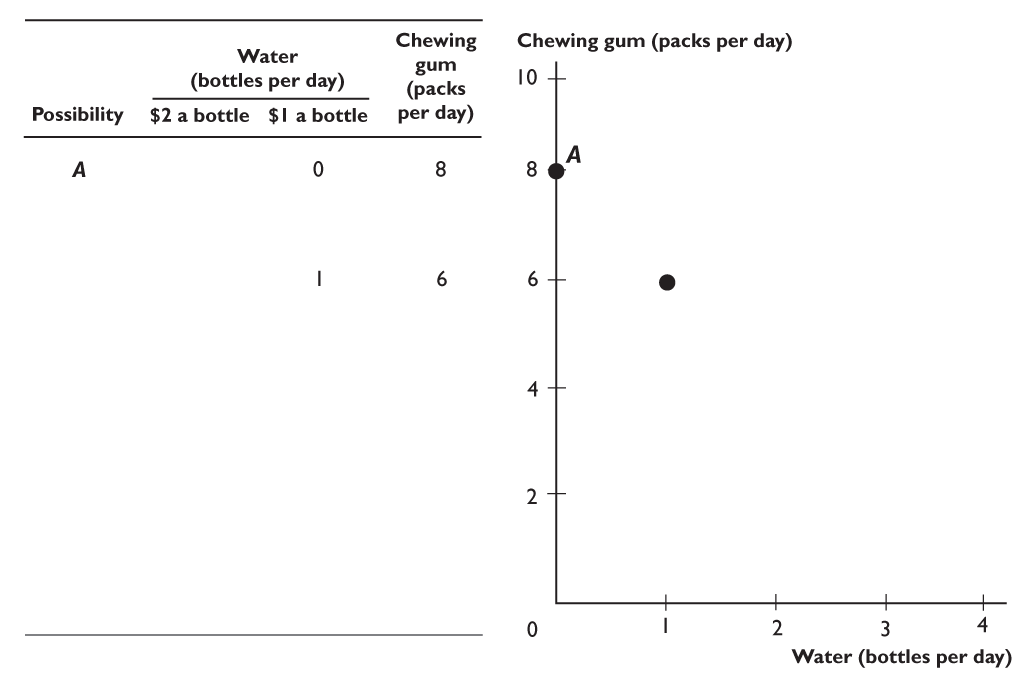 Chewing
gum
(packs
per day)
Water
(bottles per day)
Possibility $2 a bottle $1 a bottle
A 0 8
1 6
Chewing gum (packs per day)
10
8
A
6
4
2
0 1 2 3 4
Water (bottles per day)